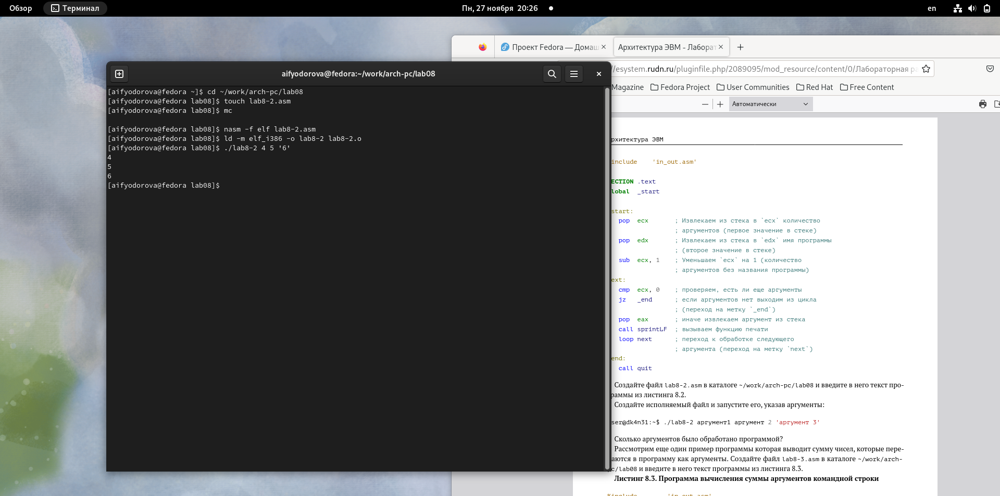 Обзор
Терминал
Пн, 27 ноября 20:26
en
Проект Fedora — Домаш
Архитектура ЭВМ - Лаборат
aifyodorova@fedora:~/work/arch-pc/lab08
/esystem.rudn.ru/pluginfile.php/2089095/mod_resource/content/0/Лабораторная ра
Magazine
Fedora Project
User Communities
Red Hat
Free Content
Автоматически
[aifyodorova@fedora ~]$ cd ~/work/arch-pc/lab08
[aifyodorova@fedora lab08]$ touch lab8-2.asm
[aifyodorova@fedora lab08]$ mc
[aifyodorova@fedora lab08]$ nasm -f elf lab8-2.asm
[aifyodorova@fedora lab08]$ ld -m elf_i386 -o lab8-2 lab8-2.o
[aifyodorova@fedora lab08]$ ./lab8-2 4 5 '6'
4
5
6
[aifyodorova@fedora lab08]$
рхитектура ЭВМ
include 'in_out.asm'
ECTION .text
lobal _start
start:
pop ecx ; Извлекаем из стека в `ecx` количество
; аргументов (первое значение в стеке)
pop edx ; Извлекаем из стека в `edx` имя программы
; (второе значение в стеке)
sub ecx, 1 ; Уменьшаем `ecx` на 1 (количество
; аргументов без названия программы)
ext:
cmp ecx, 0 ; проверяем, есть ли еще аргументы
jz _end ; если аргументов нет выходим из цикла
; (переход на метку `_end`)
pop eax ; иначе извлекаем аргумент из стека
call sprintLF ; вызываем функцию печати
loop next ; переход к обработке следующего
; аргумента (переход на метку `next`)
end:
call quit
Создайте файл lab8-2.asm в каталоге ~/work/arch-pc/lab08 и введите в него текст про-
раммы из листинга 8.2.
Создайте исполняемый файл и запустите его, указав аргументы:
ser@dk4n31:~$ ./lab8-2 аргумент1 аргумент 2 'аргумент 3'
Сколько аргументов было обработано программой?
Рассмотрим еще один пример программы которая выводит сумму чисел, которые пере-
аются в программу как аргументы. Создайте файл lab8-3.asm в каталоге ~/work/arch-
c/lab08 и введите в него текст программы из листинга 8.3.
Листинг 8.3. Программа вычисления суммы аргументов командной строки
%include 'in_out.asm'